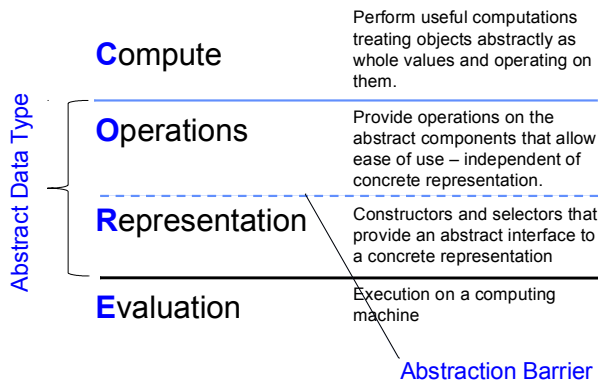 Compute
Perform useful computations
treating objects abstractly as
whole values and operating on
them.
Abstract Data Type
Operations
Provide operations on the
abstract components that allow
ease of use – independent of
concrete representation.
Representation
Constructors and selectors that
provide an abstract interface to
a concrete representation
Evaluation
Execution on a computing
machine
Abstraction Barrier